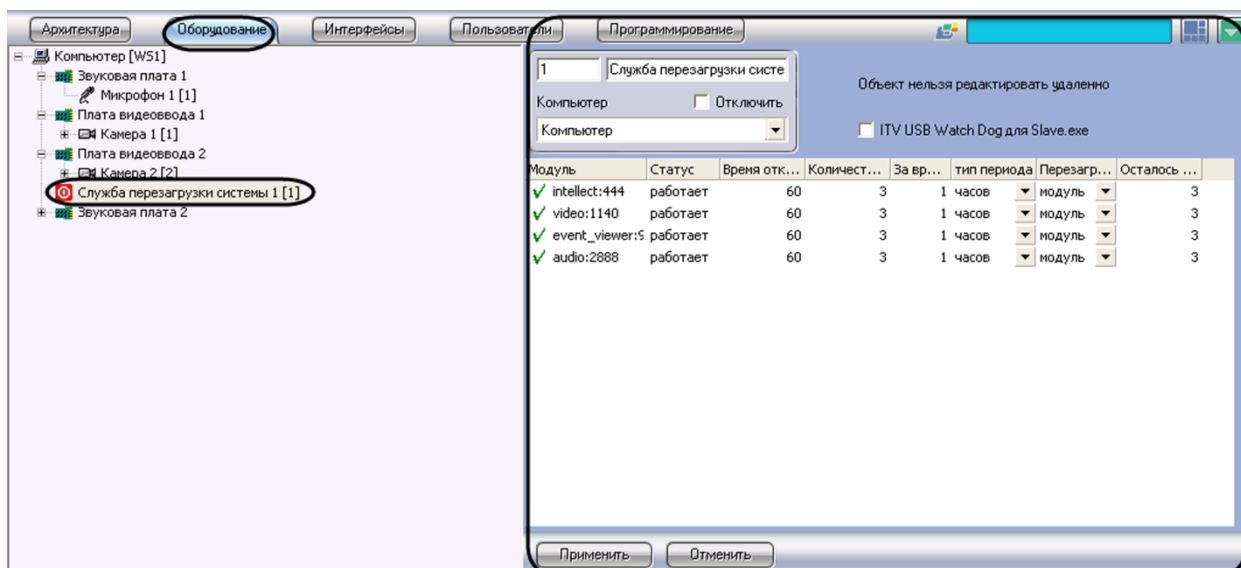 Архитектура Оборудование Интерфейсы Пользователи Программирование
Компьютер [WS1]
Звуковая плата 1
Микрофон 1 [1]
Плата видеоввода 1
Камера 1 [1]
Плата видеоввода 2
Камера 2 [2]
Служба перезагрузки системы 1 [1]
Звуковая плата 2
1 Служба перезагрузки систе
Компьютер Отключить
Компьютер
Объект нельзя редактировать удаленно
ITV USB Watch Dog для Slave.exe
Модуль Статус Время отк... Количест... За вр... тип периода Перезагр... Осталось ...
intellect:444 работает 60 3 1 часов модуль 3
video:1140 работает 60 3 1 часов модуль 3
event_viewer:9 работает 60 3 1 часов модуль 3
audio:2888 работает 60 3 1 часов модуль 3
Применить Отменить